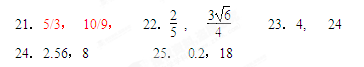 21. 5/3, 10/9, 22. 2/5, 3√6/4 23. 4, 24
24. 2.56, 8 25. 0.2, 18